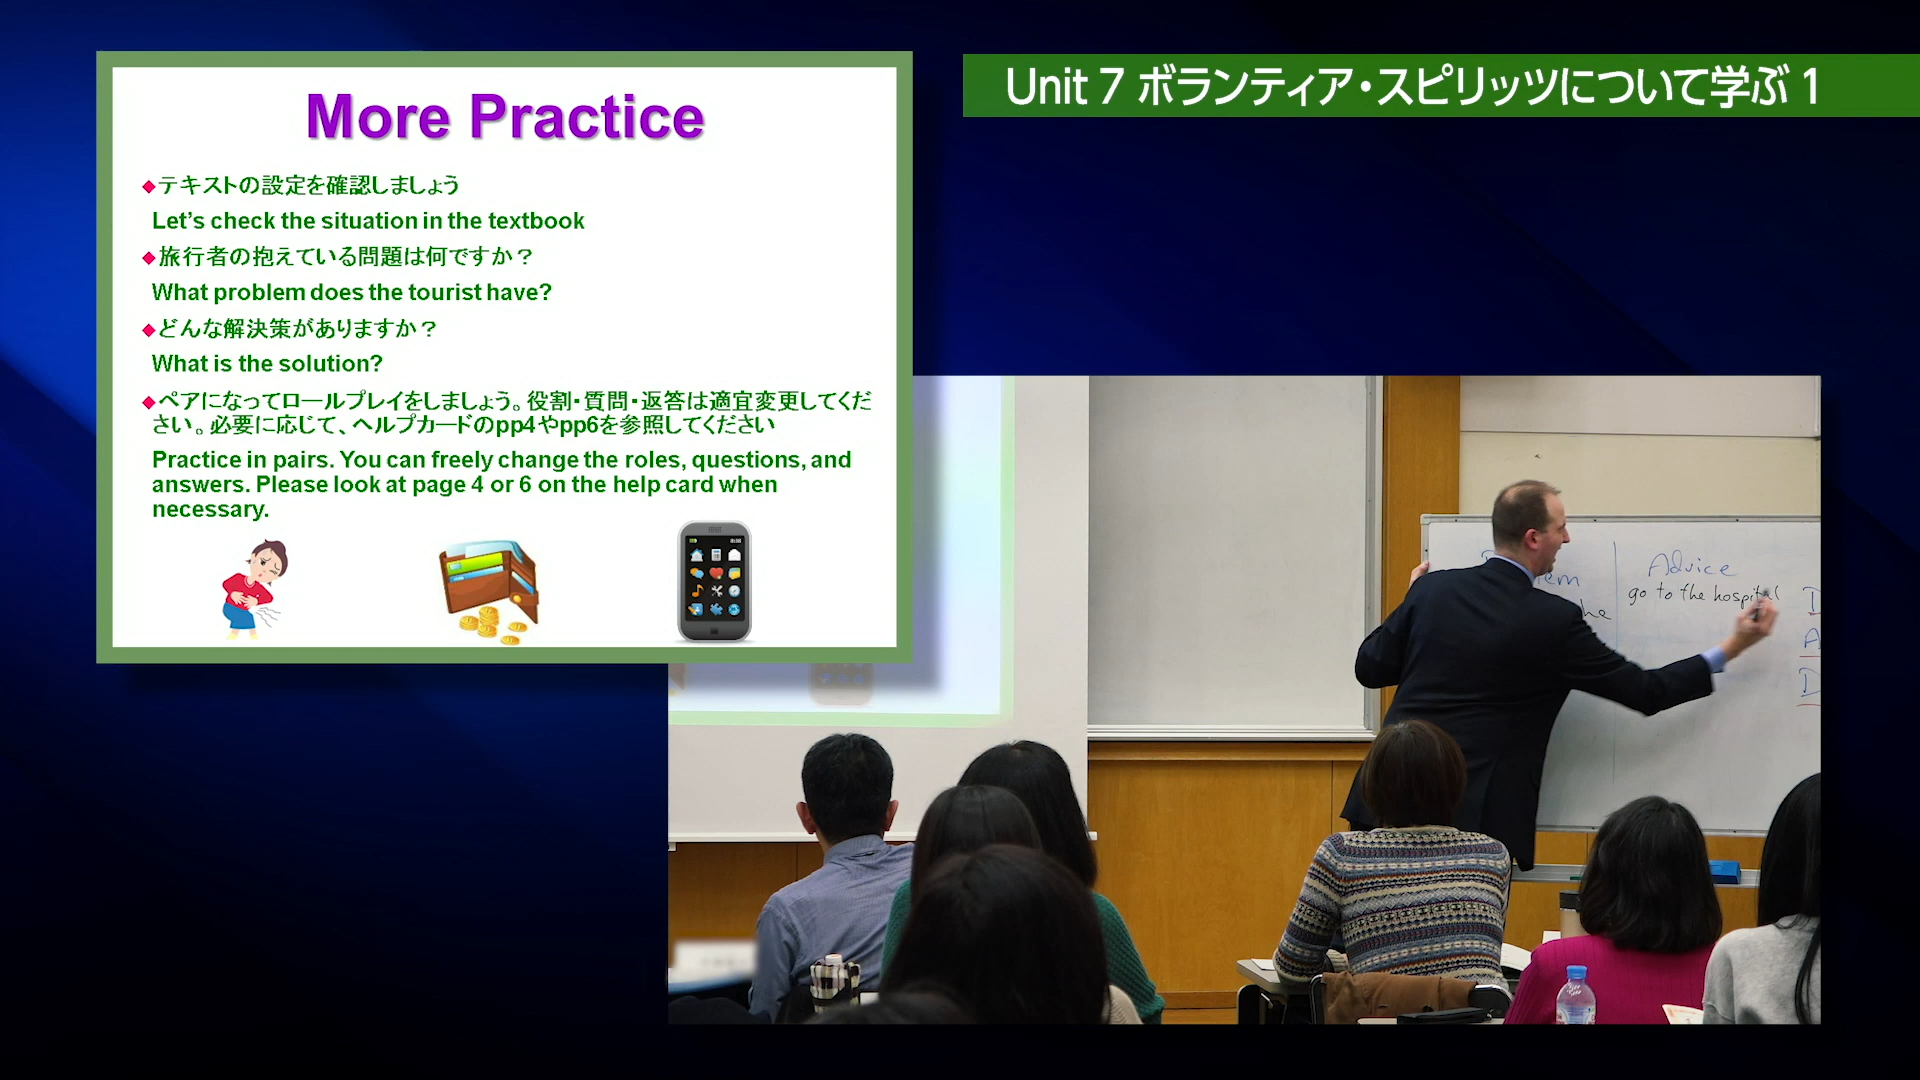 Unit 7 ボランティア・スピリッツについて学ぶ 1
More Practice
◆テキストの設定を確認しましょう
Let's check the situation in the textbook
◆旅行者の抱えている問題は何ですか?
What problem does the tourist have?
◆どんな解決策がありますか?
What is the solution?
◆ペアになってロールプレイをしましょう。役割・質問・返答は適宜変更してくだ
さい。必要に応じて、ヘルプカードのpp4やpp6を参照してください
Practice in pairs. You can freely change the roles, questions, and
answers. Please look at page 4 or 6 on the help card when
necessary.
Advice
go to the hospital